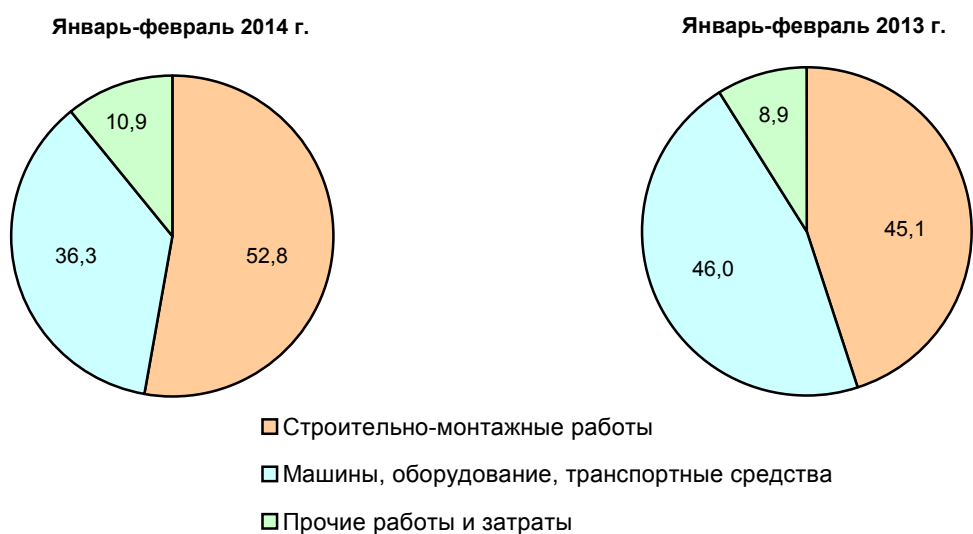 Январь-февраль 2014 г.
Январь-февраль 2013 г.
10,9
36,3
52,8
8,9
46,0
45,1
Строительно-монтажные работы
Машины, оборудование, транспортные средства
Прочие работы и затраты